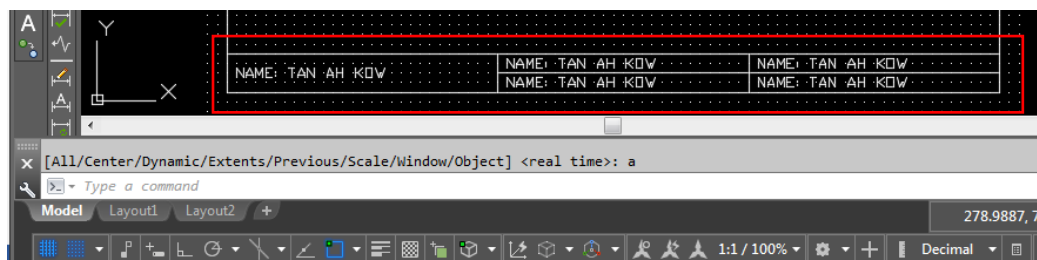 A
Y
NAME: TAN AH KOW NAME: TAN AH KOW NAME: TAN AH KOW
NAME: TAN AH KOW NAME: TAN AH KOW
X
A
[All/Center/Dynamic/Extents/Previous/Scale/Window/Object] <real time>: a
Type a command
Model Layout1 Layout2 +
278.9887, 7
1:1 / 100% Decimal